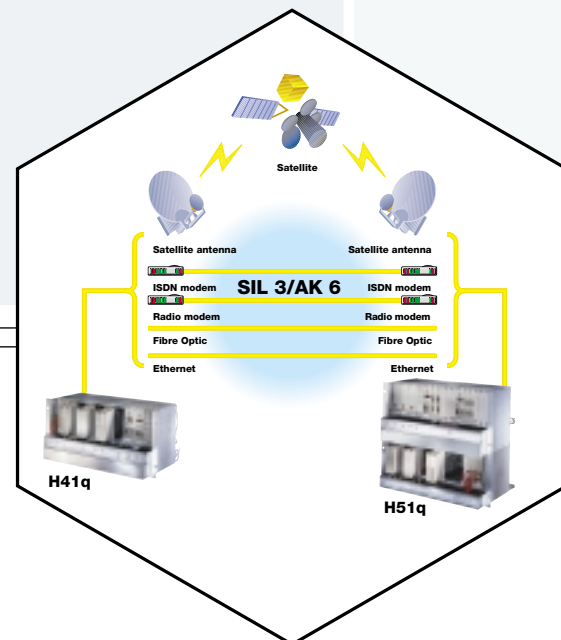 Satellite
Satellite antenna Satellite antenna
ISDN modem SIL 3/AK 6 ISDN modem
Radio modem Radio modem
Fibre Optic Fibre Optic
Ethernet Ethernet
H41q
H51q